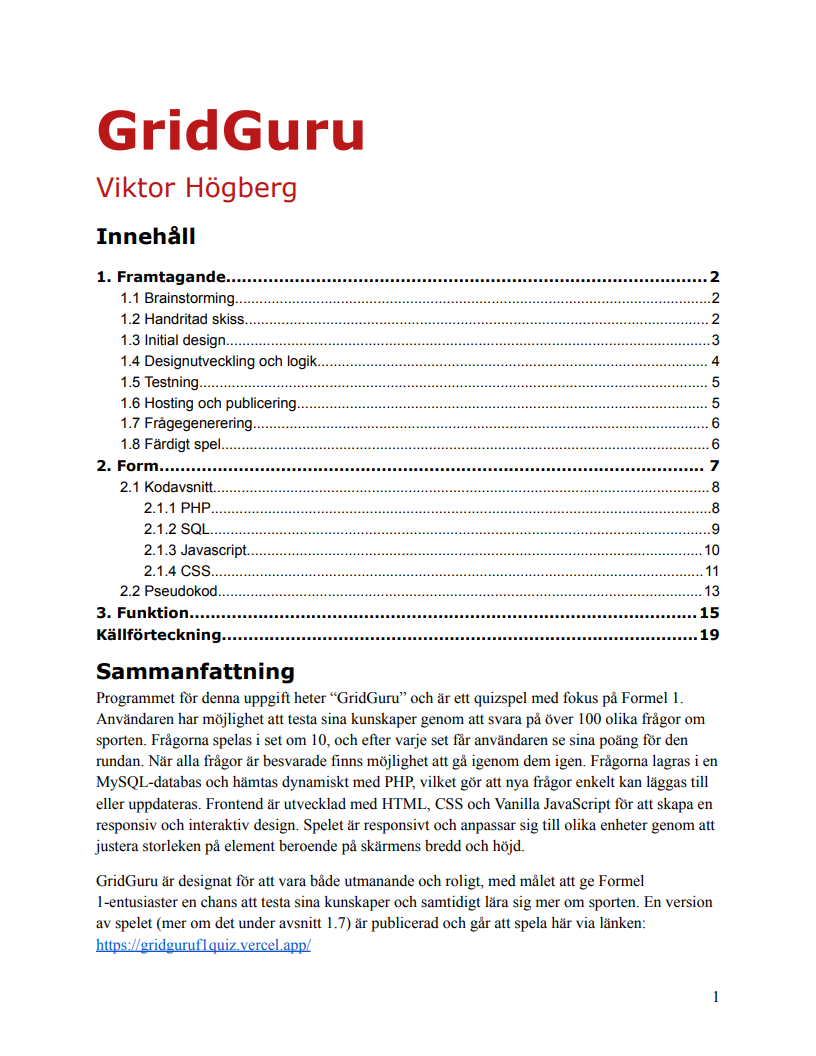 GridGuru
Viktor Högberg
Innehåll
1. Framtagande........................................................................................... 2
1.1 Brainstorming.......................................................................................................2
1.2 Handritad skiss.................................................................................................... 2
1.3 Initial design.........................................................................................................3
1.4 Designutveckling och logik.................................................................................... 4
1.5 Testning.............................................................................................................. 5
1.6 Hosting och publicering......................................................................................... 5
1.7 Frågegenerering................................................................................................... 6
1.8 Färdigt spel.......................................................................................................... 6
2. Form....................................................................................................... 7
2.1 Kodavsnitt............................................................................................................ 8
2.1.1 PHP.............................................................................................................8
2.1.2 SQL.............................................................................................................9
2.1.3 Javascript...................................................................................................10
2.1.4 CSS...........................................................................................................11
2.2 Pseudokod......................................................................................................... 13
3. Funktion................................................................................................ 15
Källförteckning..........................................................................................19
Sammanfattning
Programmet för denna uppgift heter “GridGuru” och är ett quizspel med fokus på Formel 1.
Användaren har möjlighet att testa sina kunskaper genom att svara på över 100 olika frågor om
sporten. Frågorna spelas i set om 10, och efter varje set får användaren se sina poäng för den
rundan. När alla frågor är besvarade finns möjlighet att gå igenom dem igen. Frågorna lagras i en
MySQL-databas och hämtas dynamiskt med PHP, vilket gör att nya frågor enkelt kan läggas till
eller uppdateras. Frontend är utvecklad med HTML, CSS och Vanilla JavaScript för att skapa en
responsiv och interaktiv design. Spelet är responsivt och anpassar sig till olika enheter genom att
justera storleken på element beroende på skärmens bredd och höjd.
GridGuru är designat för att vara både utmanande och roligt, med målet att ge Formel
1-entusiaster en chans att testa sina kunskaper och samtidigt lära sig mer om sporten. En version
av spelet (mer om det under avsnitt 1.7) är publicerad och går att spela här via länken:
https://gridguruf1quiz.vercel.app/
1